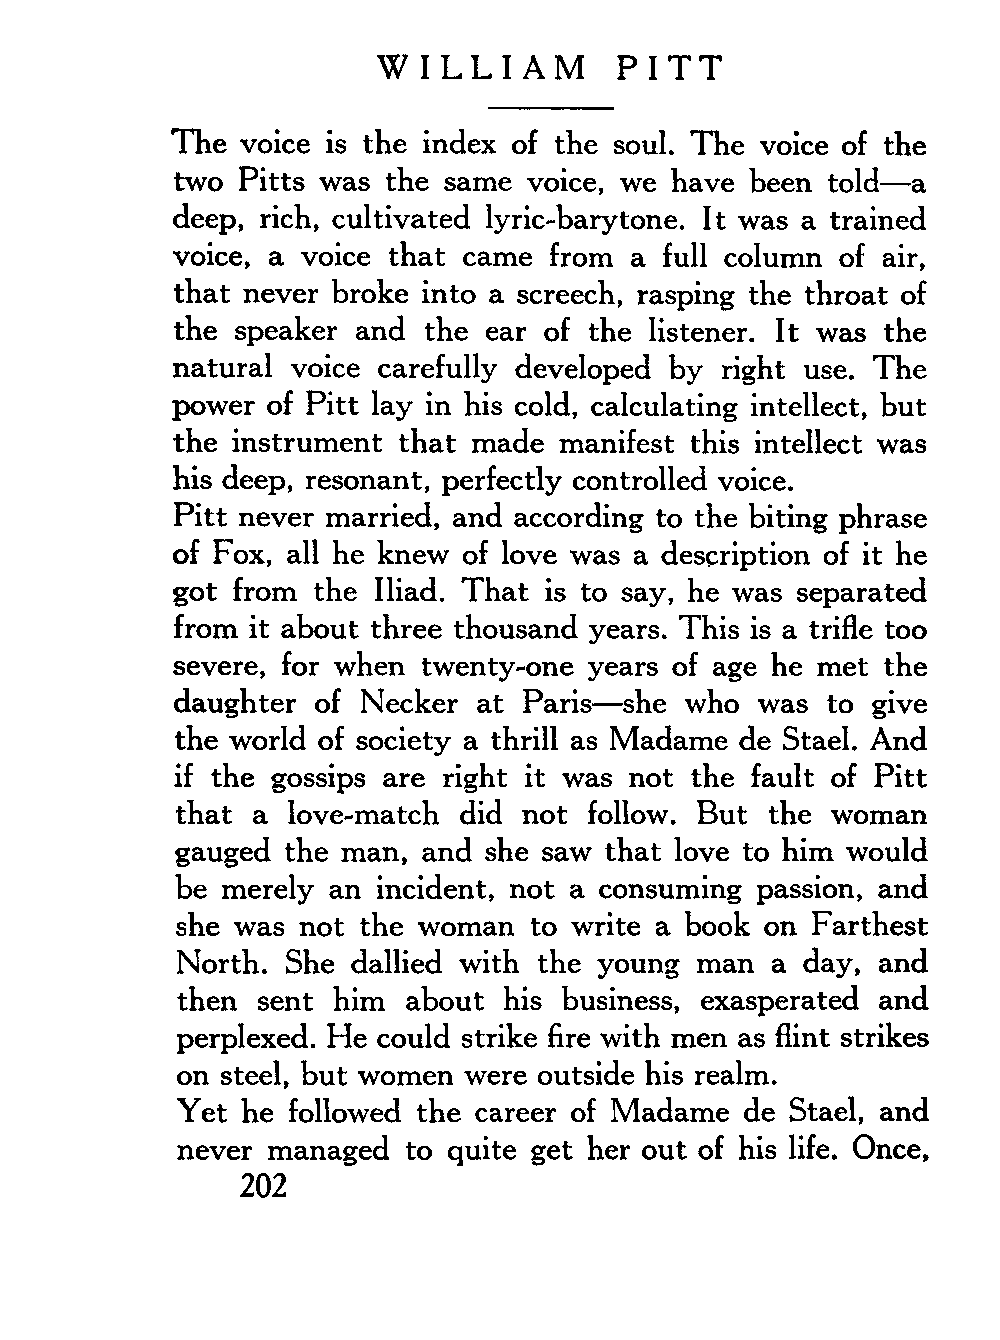 WILLIAM PITT
The voice is the index of the soul. The voice of the
two Pitts was the same voice, we have been told—a
deep, rich, cultivated lyric-barytone. It was a trained
voice, a voice that came from a full column of air,
that never broke into a screech, rasping the throat of
the speaker and the ear of the listener. It was the
natural voice carefully developed by right use. The
power of Pitt lay in his cold, calculating intellect, but
the instrument that made manifest this intellect was
his deep, resonant, perfectly controlled voice.
Pitt never married, and according to the biting phrase
of Fox, all he knew of love was a description of it he
got from the Iliad. That is to say, he was separated
from it about three thousand years. This is a trifle too
severe, for when twenty-one years of age he met the
daughter of Necker at Paris—she who was to give
the world of society a thrill as Madame de Stael. And
if the gossips are right it was not the fault of Pitt
that a love-match did not follow. But the woman
gauged the man, and she saw that love to him would
be merely an incident, not a consuming passion, and
she was not the woman to write a book on Farthest
North. She dallied with the young man a day, and
then sent him about his business, exasperated and
perplexed. He could strike fire with men as flint strikes
on steel, but women were outside his realm.
Yet he followed the career of Madame de Stael, and
never managed to quite get her out of his life. Once,
202